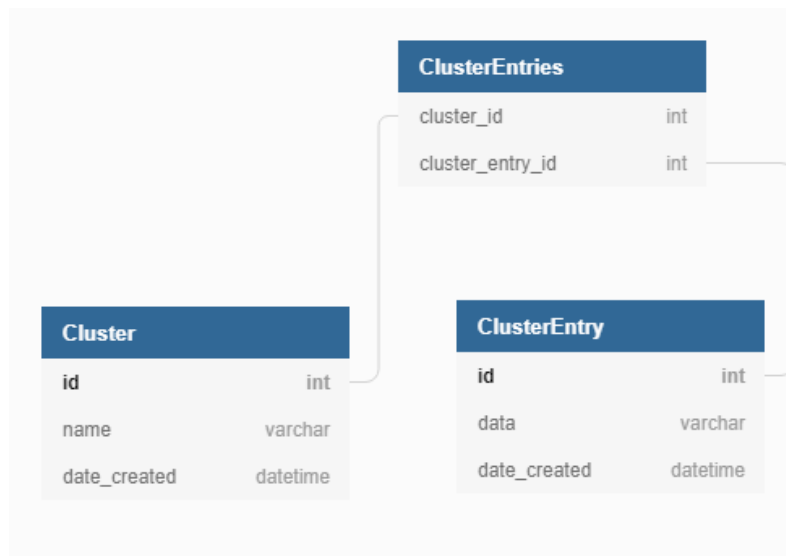 ClusterEntries
cluster_id int
cluster_entry_id int
Cluster
id int
name varchar
date_created datetime
ClusterEntry
id int
data varchar
date_created datetime